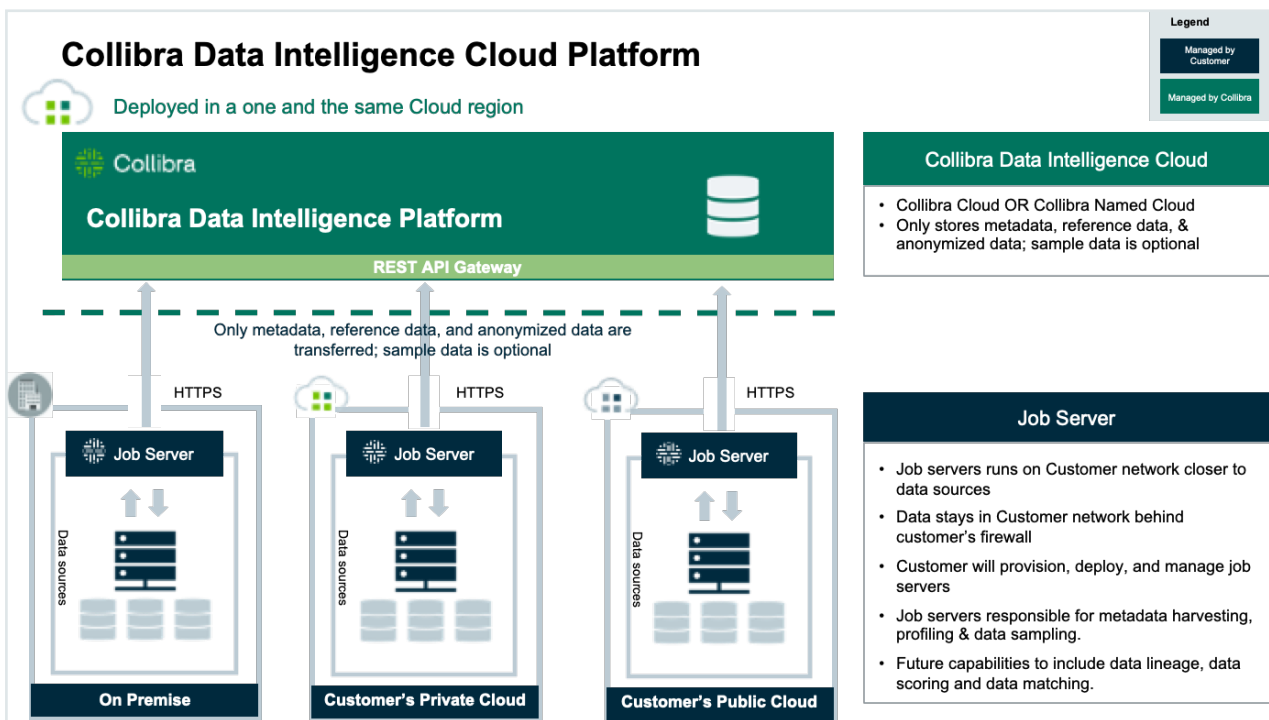 Legend
Managed by
Customer
Managed by Collibra
Collibra Data Intelligence Cloud Platform
Deployed in a one and the same Cloud region
Collibra
Collibra Data Intelligence Platform
REST API Gateway
Only metadata, reference data, and anonymized data are
transferred; sample data is optional
HTTPS
HTTPS
HTTPS
Job Server
Job Server
Job Server
Data sources
Data sources
Data sources
On Premise
Customer's Private Cloud
Customer's Public Cloud
Collibra Data Intelligence Cloud
• Collibra Cloud OR Collibra Named Cloud
• Only stores metadata, reference data, &
anonymized data; sample data is optional
Job Server
• Job servers runs on Customer network closer to
data sources
• Data stays in Customer network behind
customer's firewall
• Customer will provision, deploy, and manage job
servers
• Job servers responsible for metadata harvesting,
profiling & data sampling.
• Future capabilities to include data lineage, data
scoring and data matching.